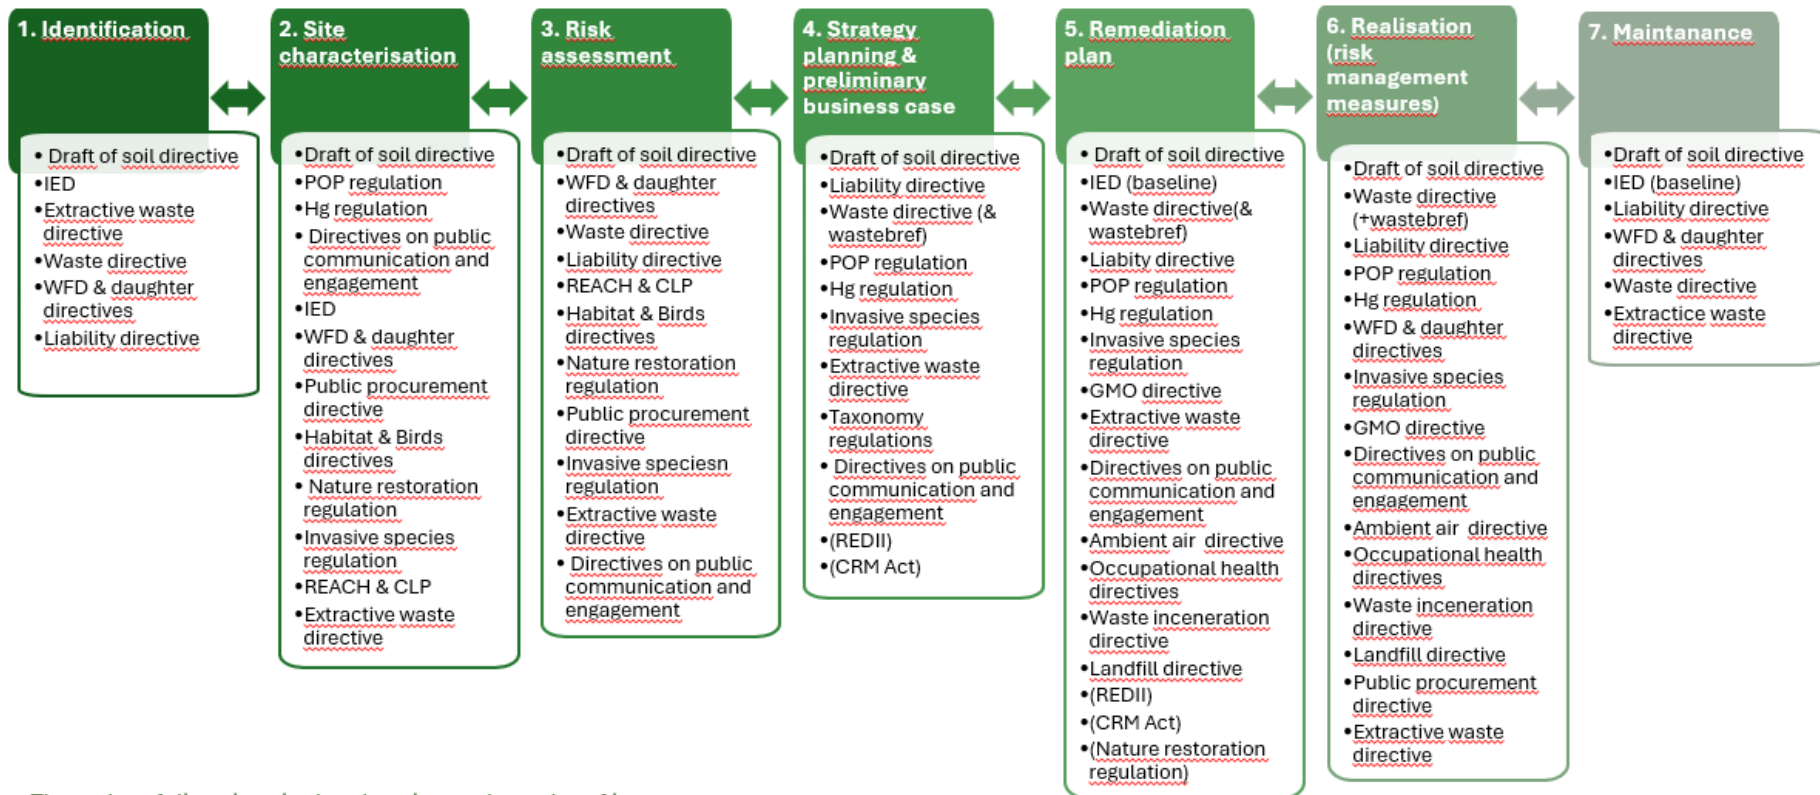 1. Identification
• Draft of soil directive
•IED
•Extractive waste
directive
•Waste directive
•WFD & daughter
directives
•Liability directive
2. Site
characterisation
•Draft of soil directive
•POP regulation
•Hg regulation
• Directives on public
communication and
engagement
•IED
•WFD & daughter
directives
•Public procurement
directive
•Habitat & Birds
directives
• Nature restoration
regulation
•Invasive species
regulation
•REACH & CLP
•Extractive waste
directive
3. Risk
assessment
•Draft of soil directive
•WFD & daughter
directives
•Waste directive
•Liability directive
•REACH & CLP
•Habitat & Birds
directives
•Nature restoration
regulation
•Public procurement
directive
•Invasive speciesn
regulation
•Extractive waste
directive
• Directives on public
communication and
engagement
4. Strategy
planning &
preliminary
business case
•Draft of soil directive
•Liability directive
•Waste directive (&
wastebref)
•POP regulation
•Hg regulation
•Invasive species
regulation
•Extractive waste
directive
•Taxonomy
regulations
• Directives on public
communication and
engagement
•(REDII)
•(CRM Act)
5. Remediation
plan
• Draft of soil directive
•IED (baseline)
•Waste directive(&
wastebref)
•Liabity directive
•POP regulation
•Hg regulation
•Invasive species
regulation
•GMO directive
•Extractive waste
directive
•Directives on public
communication and
engagement
•Ambient air  directive
•Occupational health
directives
•Waste inceneration
directive
•Landfill directive
•(REDII)
•(CRM Act)
•(Nature restoration
regulation)
6. Realisation
(risk
management
measures)
•Draft of soil directive
•Waste directive
(+wastebref)
•Liability directive
•POP regulation
•Hg regulation
•WFD & daughter
directives
•Invasive species
regulation
•GMO directive
•Directives on public
communication and
engagement
•Ambient air  directive
•Occupational health
directives
•Waste inceneration
directive
•Landfill directive
•Public procurement
directive
•Extractive waste
directive
7. Maintanance
•Draft of soil directive
•IED (baseline)
•Liability directive
•WFD & daughter
directives
•Waste directive
•Extractice waste
directive